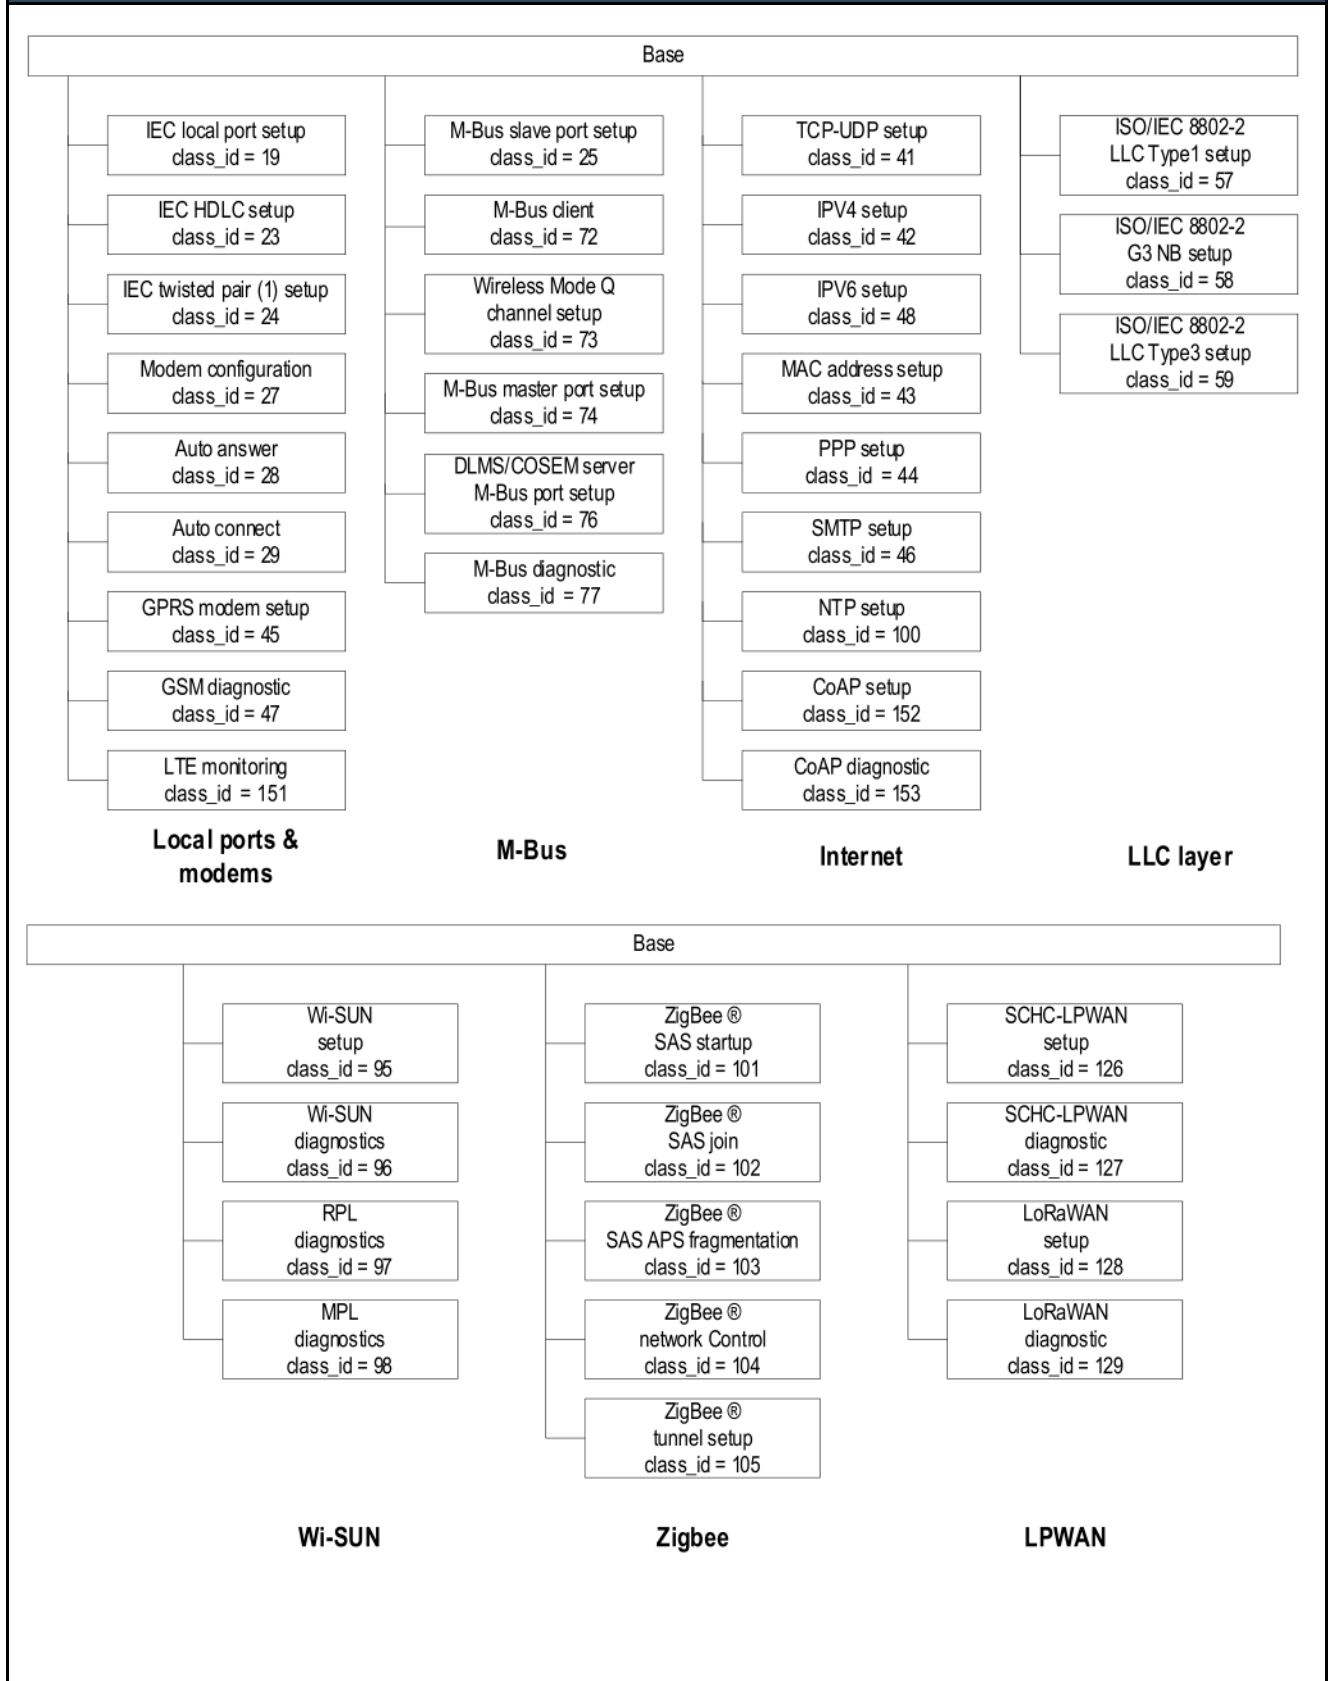 Base
IEC local port setup
class_id = 19
IEC HDLC setup
class_id = 23
IEC twisted pair (1) setup
class_id = 24
Modem configuration
class_id = 27
Auto answer
class_id = 28
Auto connect
class_id = 29
GPRS modem setup
class_id = 45
GSM diagnostic
class_id = 47
LTE monitoring
class_id = 151
Local ports &
modems
M-Bus slave port setup
class_id = 25
M-Bus client
class_id = 72
Wireless Mode Q
channel setup
class_id = 73
M-Bus master port setup
class_id = 74
DLMS/COSEM server
M-Bus port setup
class_id = 76
M-Bus diagnostic
class_id = 77
M-Bus
TCP-UDP setup
class_id = 41
IPV4 setup
class_id = 42
IPV6 setup
class_id = 48
MAC address setup
class_id = 43
PPP setup
class_id = 44
SMTP setup
class_id = 46
NTP setup
class_id = 100
CoAP setup
class_id = 152
CoAP diagnostic
class_id = 153
Internet
ISO/IEC 8802-2
LLC Type1 setup
class_id = 57
ISO/IEC 8802-2
G3 NB setup
class_id = 58
ISO/IEC 8802-2
LLC Type3 setup
class_id = 59
LLC layer
Base
Wi-SUN
setup
class_id = 95
Wi-SUN
diagnostics
class_id = 96
RPL
diagnostics
class_id = 97
MPL
diagnostics
class_id = 98
Wi-SUN
ZigBee ®
SAS startup
class_id = 101
ZigBee ®
SAS join
class_id = 102
ZigBee ®
SAS APS fragmentation
class_id = 103
ZigBee ®
network Control
class_id = 104
ZigBee ®
tunnel setup
class_id = 105
Zigbee
SCHC-LPWAN
setup
class_id = 126
SCHC-LPWAN
diagnostic
class_id = 127
LoRaWAN
setup
class_id = 128
LoRaWAN
diagnostic
class_id = 129
LPWAN